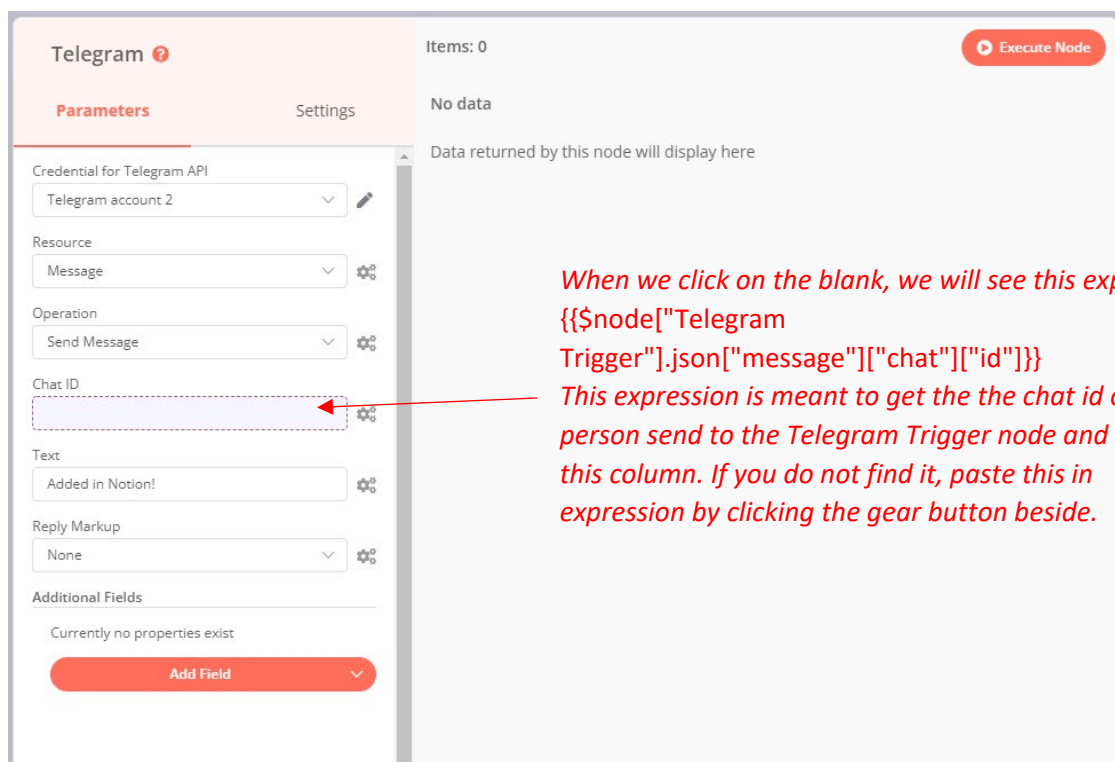 Telegram
Parameters
Settings
Credential for Telegram API
Telegram account 2
Resource
Message
Operation
Send Message
Chat ID
Text
Added in Notion!
Reply Markup
None
Additional Fields
Currently no properties exist
Add Field
Items: 0
Execute Node
No data
Data returned by this node will display here
When we click on the blank, we will see this
{{$node["Telegram
Trigger"].json["message"]["chat"]["id"]}}
This expression is meant to get the the chat id
person send to the Telegram Trigger node and
this column. If you do not find it, paste this in
expression by clicking the gear button beside.